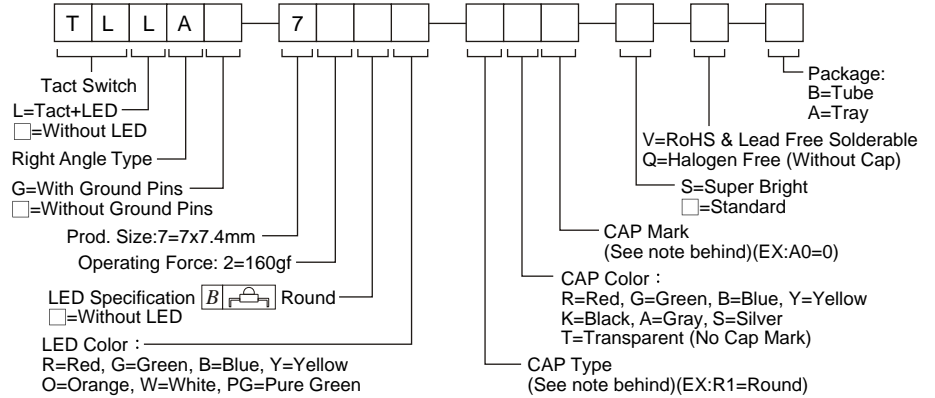 T L L A □ 7 □ □ □ □ □ □ □ □ □
Tact Switch
L=Tact+LED
□=Without LED
Right Angle Type
G=With Ground Pins
□=Without Ground Pins
Prod. Size:7=7x7.4mm
Operating Force: 2=160gf
LED Specification B Round
□=Without LED
LED Color：
R=Red, G=Green, B=Blue, Y=Yellow
O=Orange, W=White, PG=Pure Green
Package:
B=Tube
A=Tray
V=RoHS & Lead Free Solderable
Q=Halogen Free (Without Cap)
S=Super Bright
□=Standard
CAP Mark
(See note behind)(EX:A0=0)
CAP Color：
R=Red, G=Green, B=Blue, Y=Yellow
K=Black, A=Gray, S=Silver
T=Transparent (No Cap Mark)
CAP Type
(See note behind)(EX:R1=Round)